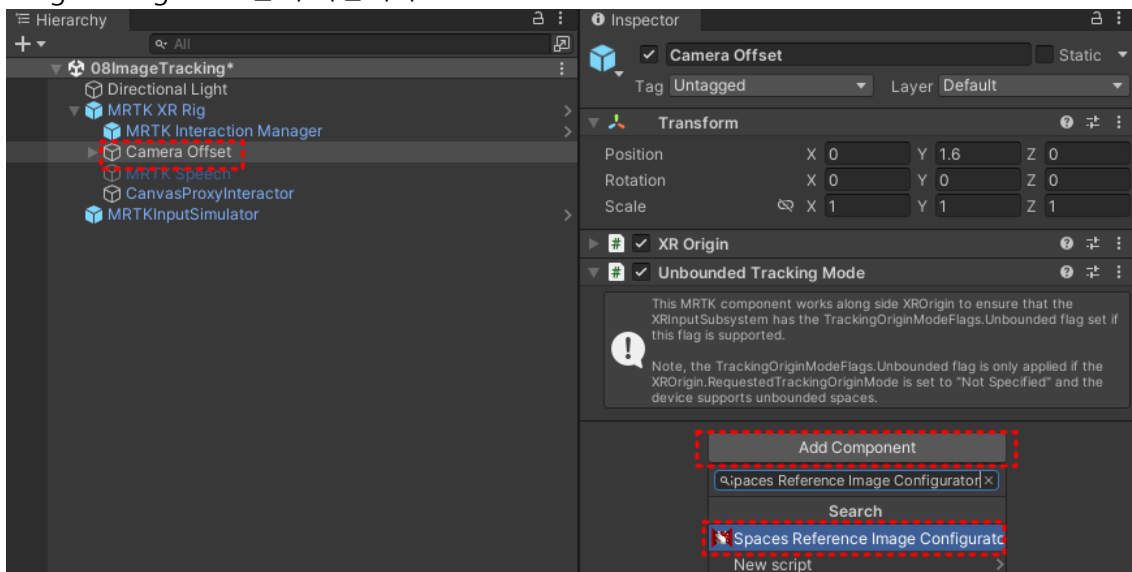 Hierarchy
All
08ImageTracking*
Directional Light
MRTK XR Rig
MRTK Interaction Manager
Camera Offset
MRTK Speech
CanvasProxyInteractor
MRTKInputSimulator
Inspector
Camera Offset
Static
Tag Untagged
Layer Default
Transform
Position X 0 Y 1.6 Z 0
Rotation X 0 Y 0 Z 0
Scale X 1 Y 1 Z 1
# XR Origin
# Unbounded Tracking Mode
This MRTK component works along side XROrigin to ensure that the
XRInputSubsystem has the TrackingOriginModeFlags.Unbounded flag set if
this flag is supported.
Note, the TrackingOriginModeFlags.Unbounded flag is only applied if the
XROrigin.RequestedTrackingOriginMode is set to "Not Specified" and the
device supports unbounded spaces.
Add Component
paces Reference Image Configurator
Search
Spaces Reference Image Configurato
New script